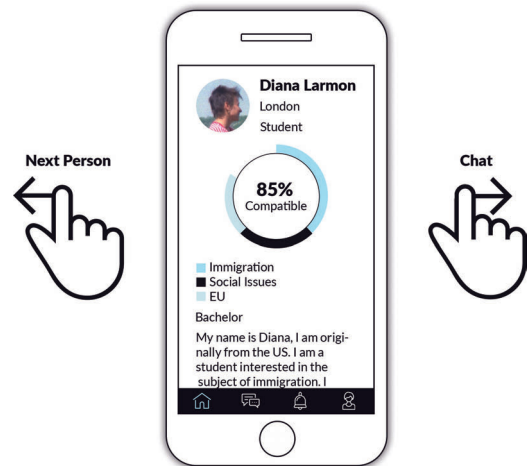 Diana Larmon
London
Student
Next Person
Chat
85%
Compatible
Immigration
Social Issues
EU
Bachelor
My name is Diana, I am origi-
nally from the US. I am a
student interested in the
subject of immigration. I